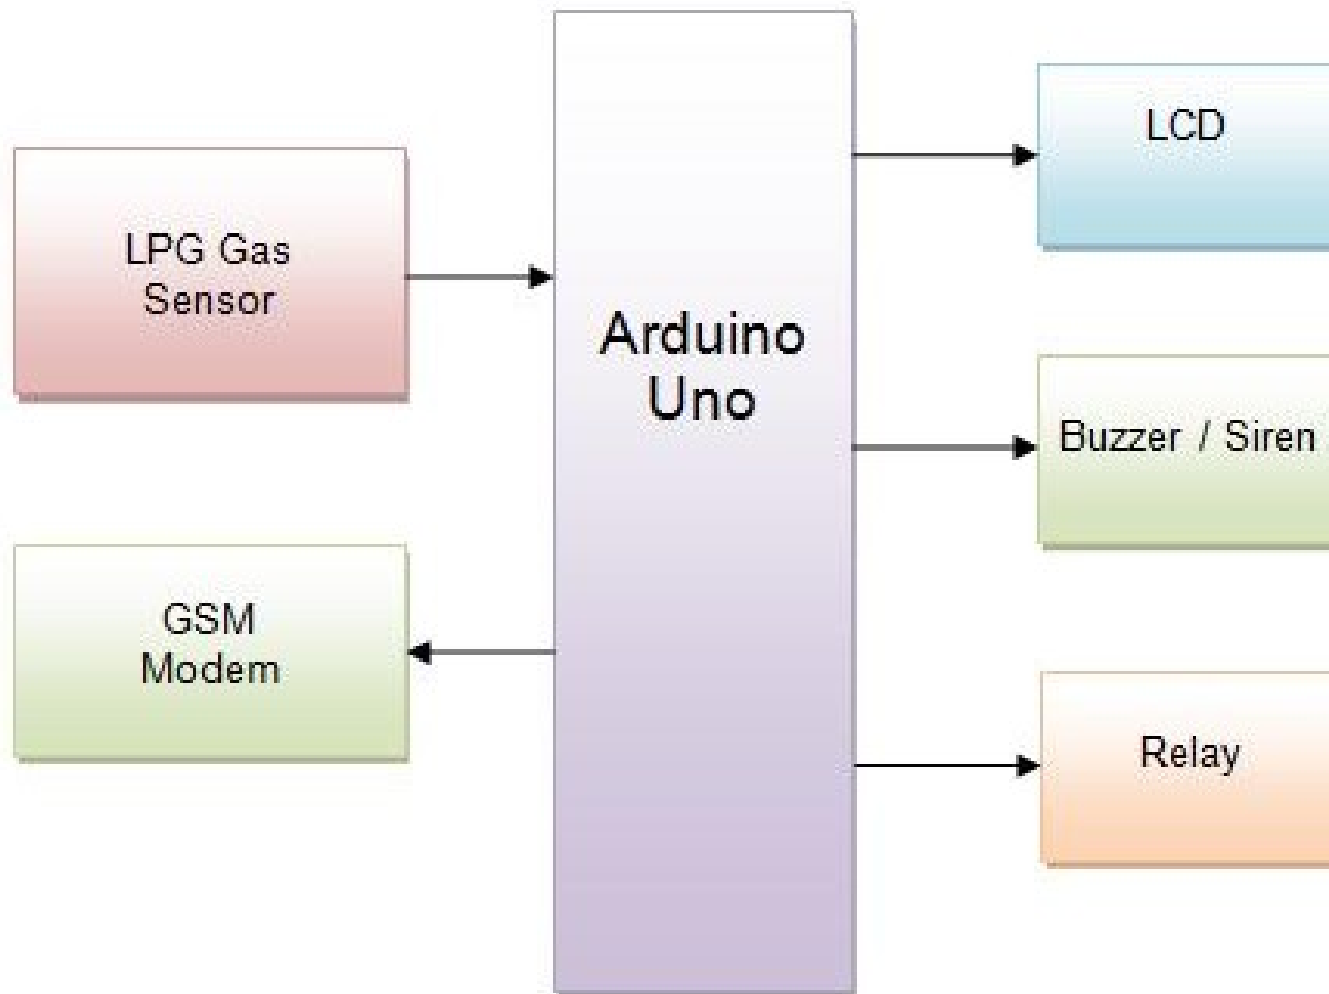 LPG Gas
Sensor
GSM
Modem
Arduino
Uno
LCD
Buzzer / Siren
Relay